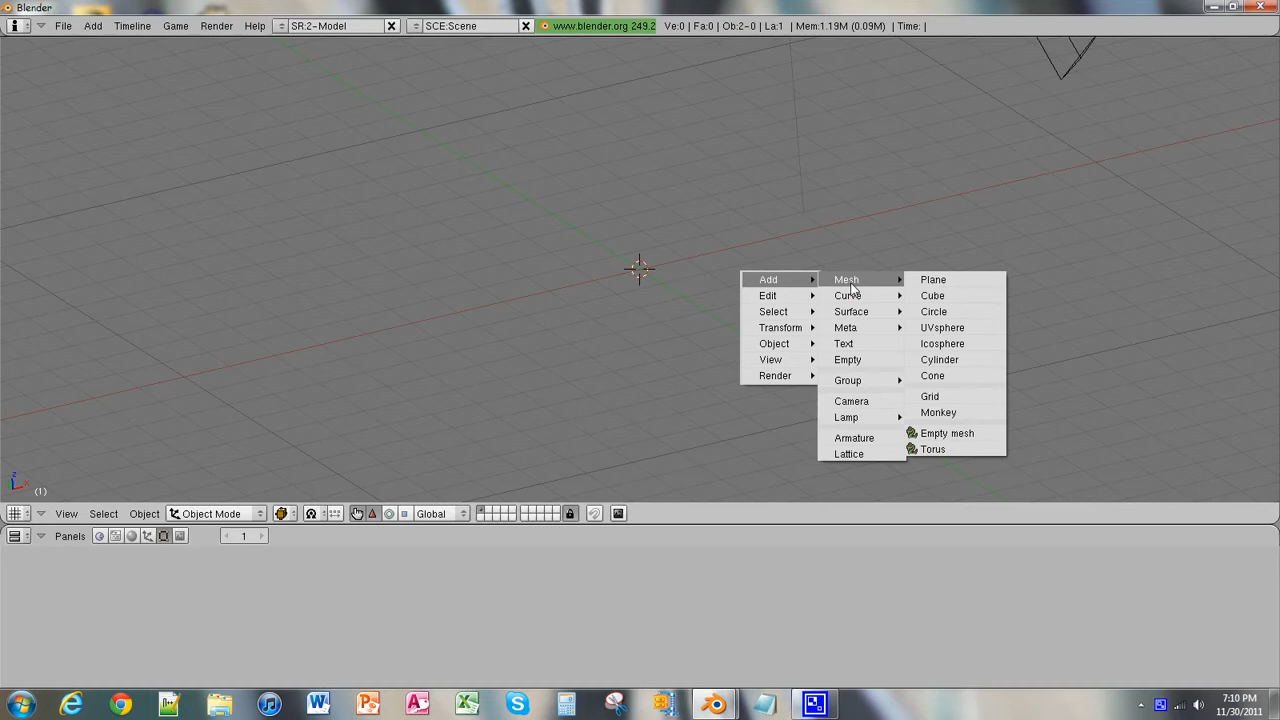 Blender
File Add Timeline Game Render Help SR:2-Model SCE:Scene www.blender.org 249.2 Ve:0 | Fa:0 | Ob:2-0 | La:1 | Mem:1.19M (0.09M) | Time: |
Add Mesh Plane
Edit Curve Cube
Select Surface Circle
Transform Meta UVsphere
Object Text Icosphere
View Empty Cylinder
Render Group Cone
Camera Grid
Lamp Monkey
Armature Empty mesh
Lattice Torus
z
x
(1)
View Select Object Object Mode Global
Panels 1
7:10 PM
11/30/2011